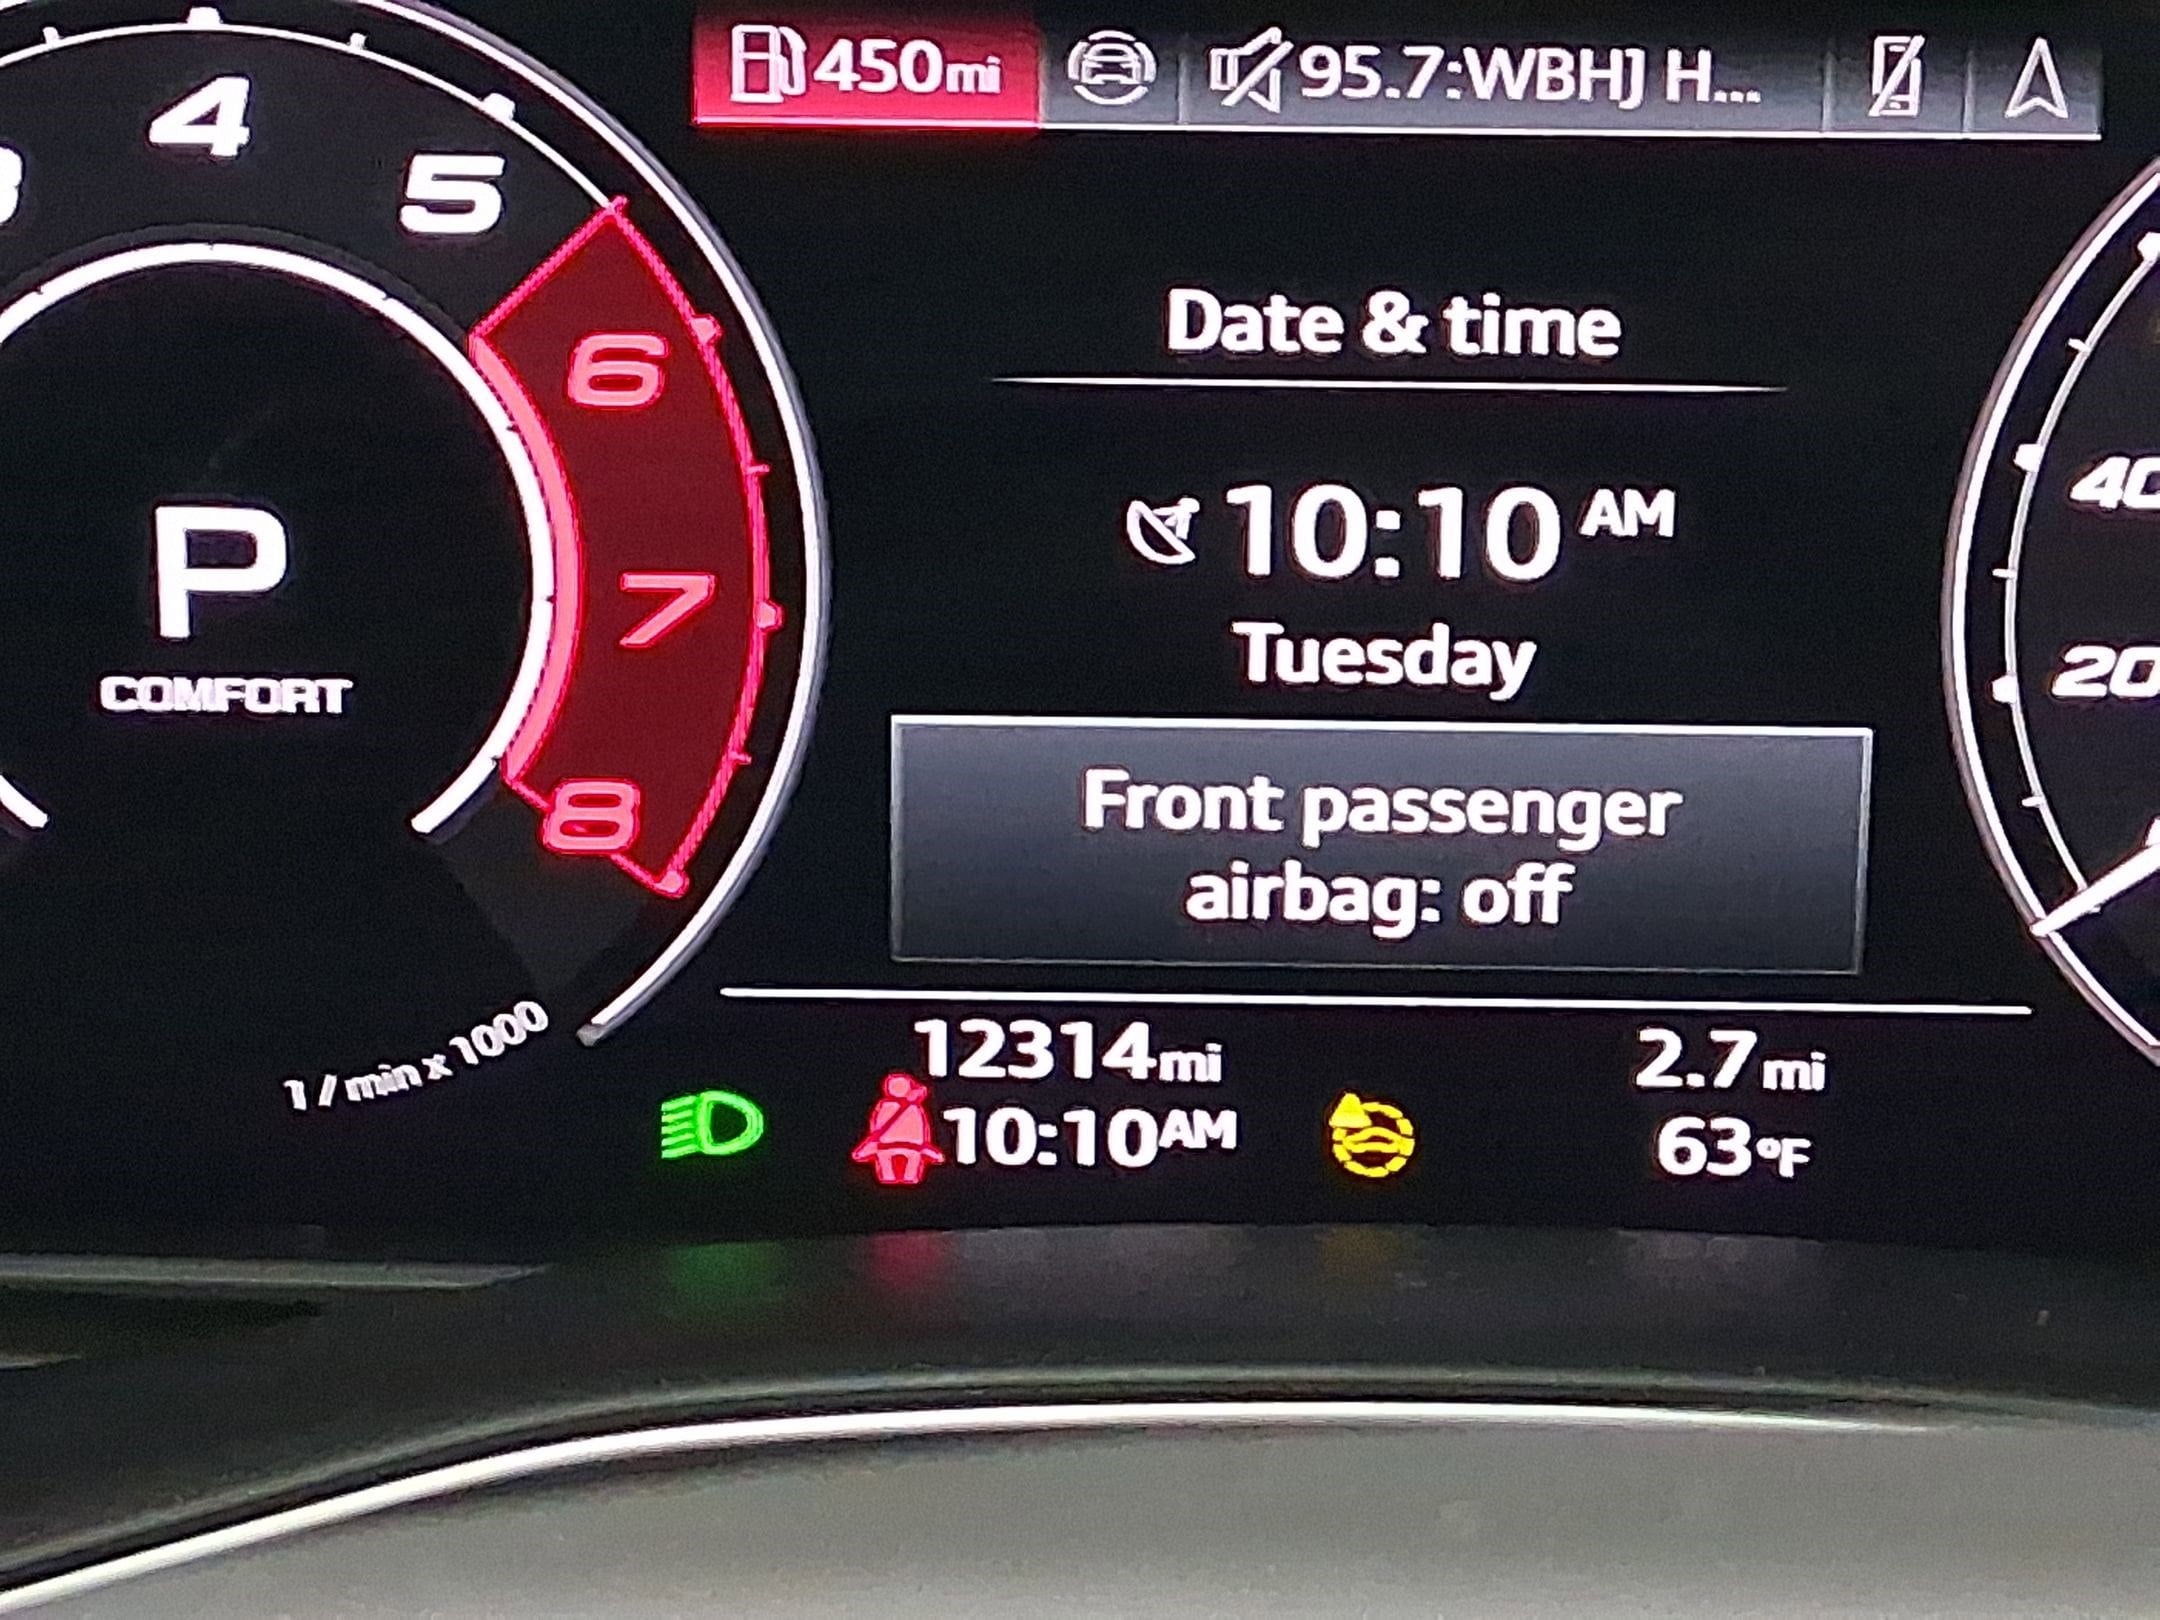 450mi
95.7:WBHJ H...
4
5
6
7
8
P
COMFORT
1/min x 1000
Date & time
10:10 AM
Tuesday
Front passenger
airbag: off
12314mi
10:10AM
2.7mi
63°F
40
20